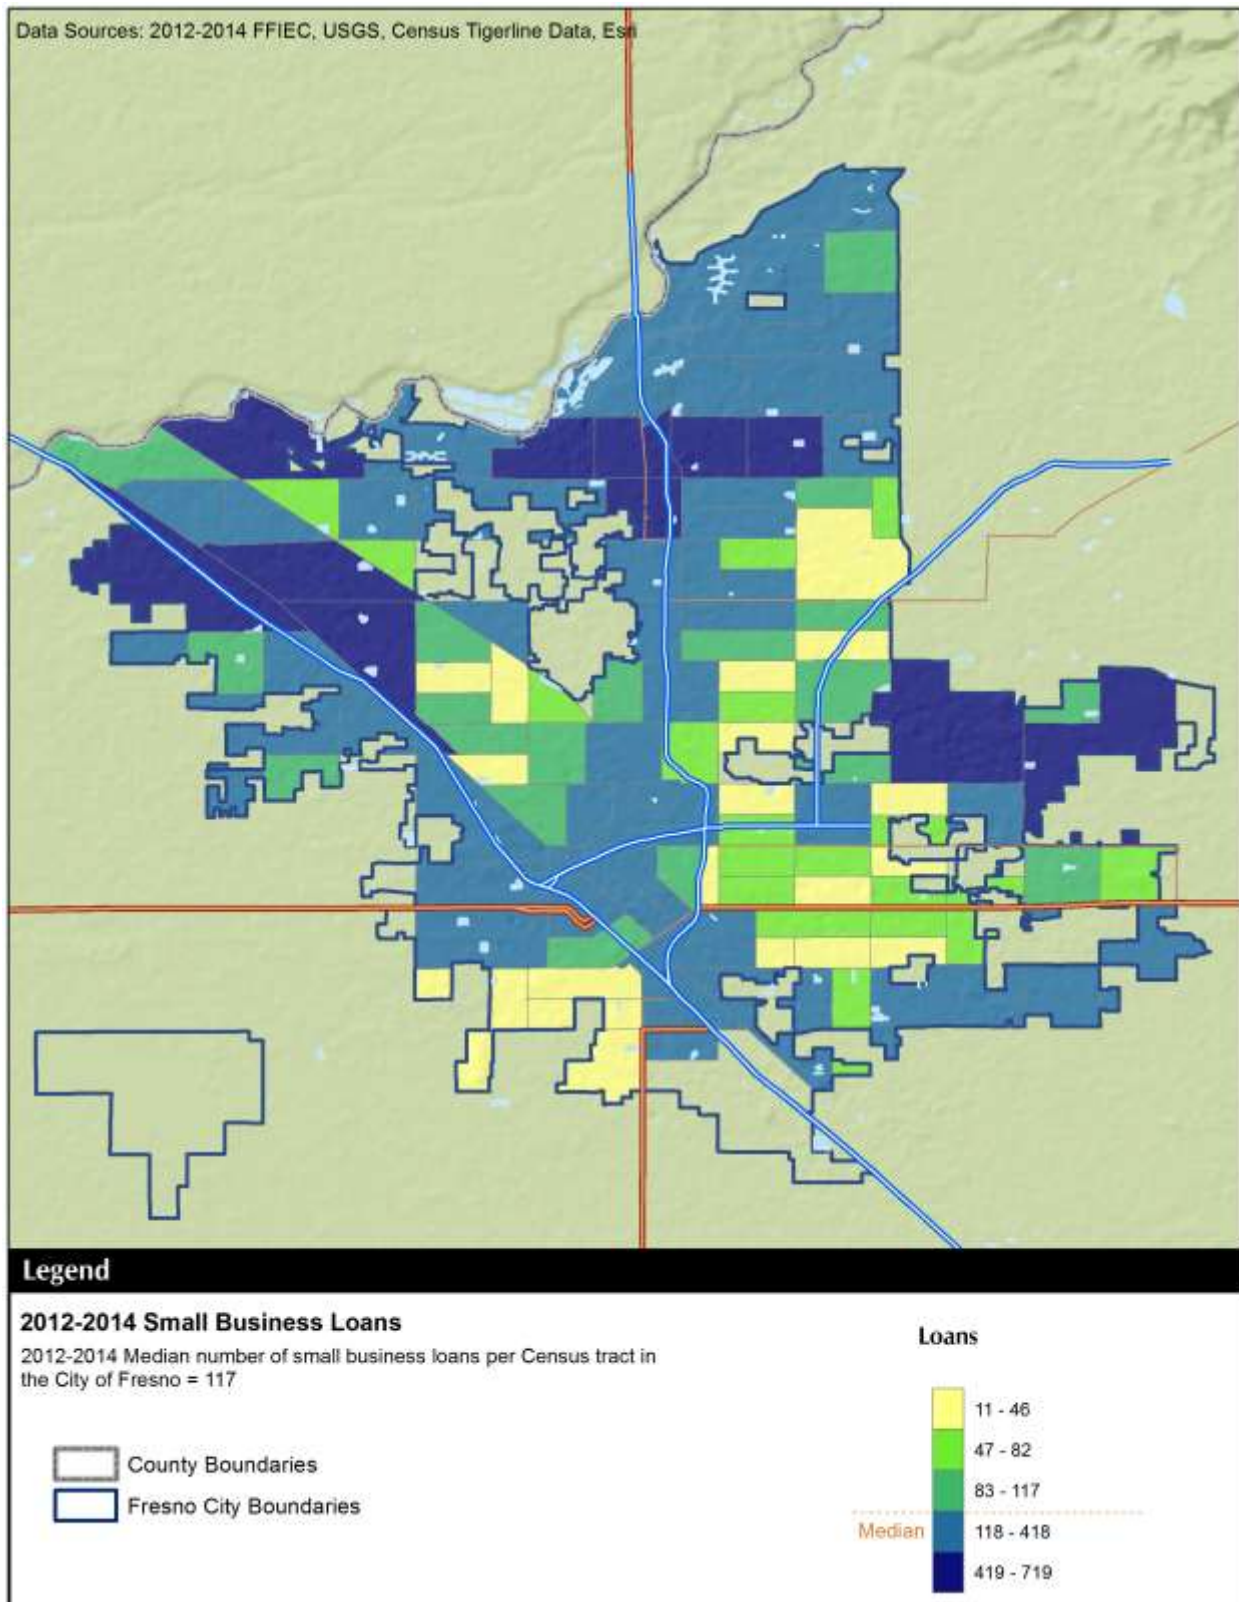 Data Sources: 2012-2014 FFIEC, USGS, Census Tigerline Data, Esri
Legend
2012-2014 Small Business Loans
2012-2014 Median number of small business loans per Census tract in
the City of Fresno = 117
County Boundaries
Fresno City Boundaries
Loans
11 - 46
47 - 82
83 - 117
Median
118 - 418
419 - 719